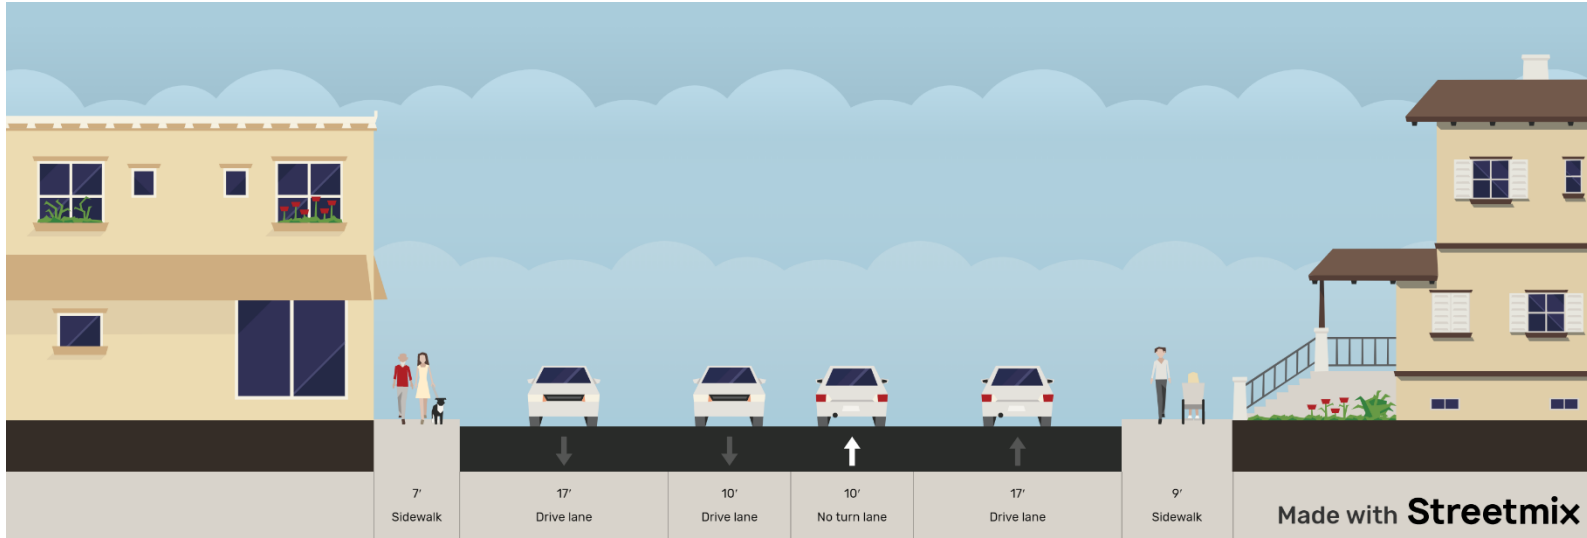 7′
Sidewalk
17′
Drive lane
10′
Drive lane
10′
No turn lane
17′
Drive lane
9′
Sidewalk
Made with Streetmix